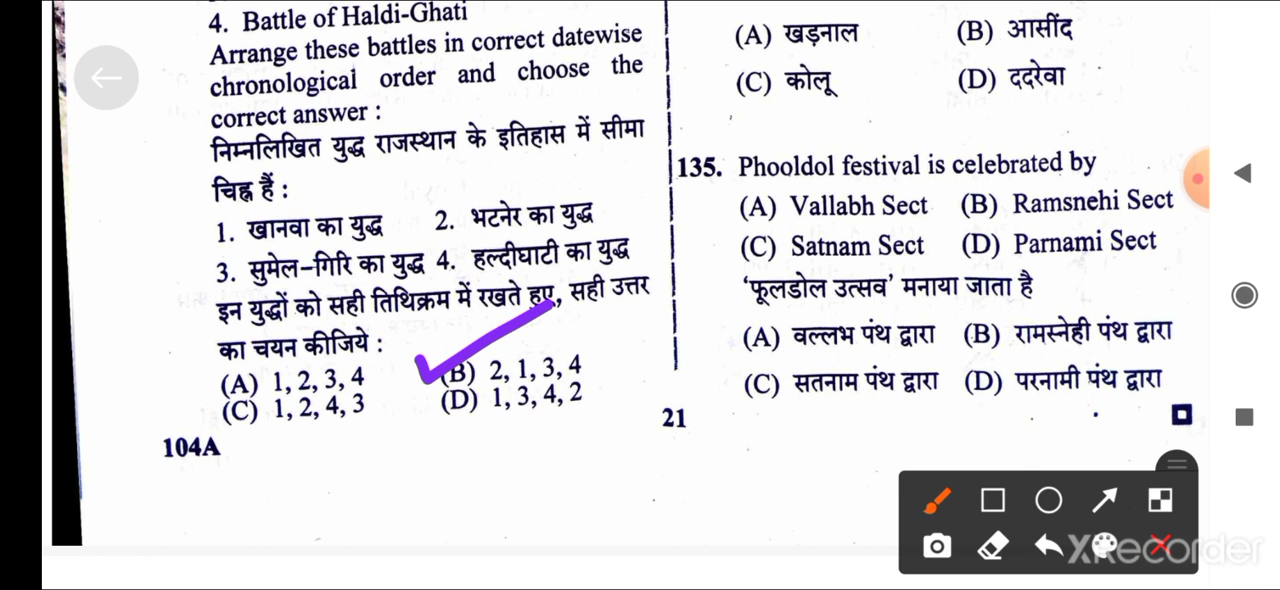 4. Battle of Haldi-Ghati
Arrange these battles in correct datewise
chronological order and choose the
correct answer :
निम्नलिखित युद्ध राजस्थान के इतिहास में सीमा
चिह्न हैं :
1. खानवा का युद्ध 2. भटनेर का युद्ध
3. सुमेल-गिरि का युद्ध 4. हल्दीघाटी का युद्ध
इन युद्धों को सही तिथिक्रम में रखते हुए, सही उत्तर
का चयन कीजिये :
(A) 1, 2, 3, 4 (B) 2, 1, 3, 4
(C) 1, 2, 4, 3 (D) 1, 3, 4, 2
104A
(A) खड़नाल (B) आसींद
(C) कोलू (D) ददरेवा
135. Phooldol festival is celebrated by
(A) Vallabh Sect (B) Ramsnehi Sect
(C) Satnam Sect (D) Parnami Sect
‘फूलडोल उत्सव’ मनाया जाता है
(A) वल्लभ पंथ द्वारा (B) रामस्नेही पंथ द्वारा
(C) सतनाम पंथ द्वारा (D) परनामी पंथ द्वारा
21
XRecorder